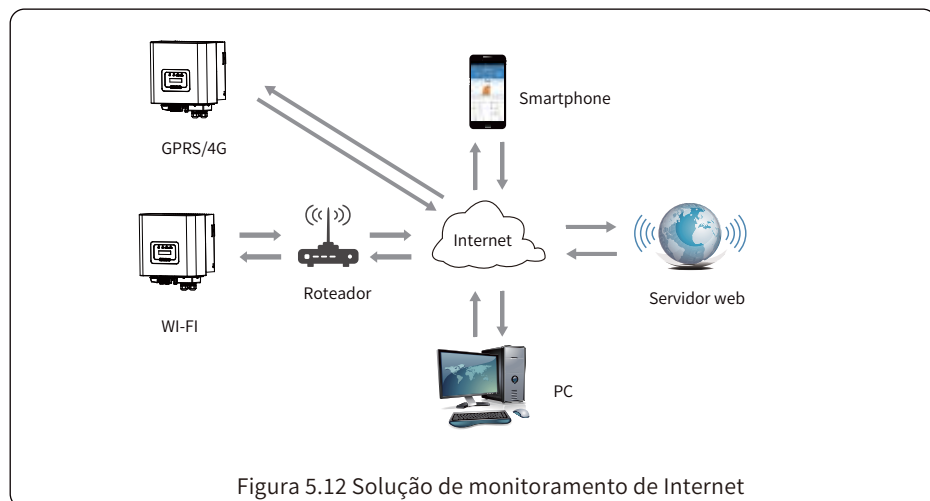 Smartphone
GPRS/4G
Internet
Roteador
Servidor web
WI-FI
PC
Figura 5.12 Solução de monitoramento de Internet